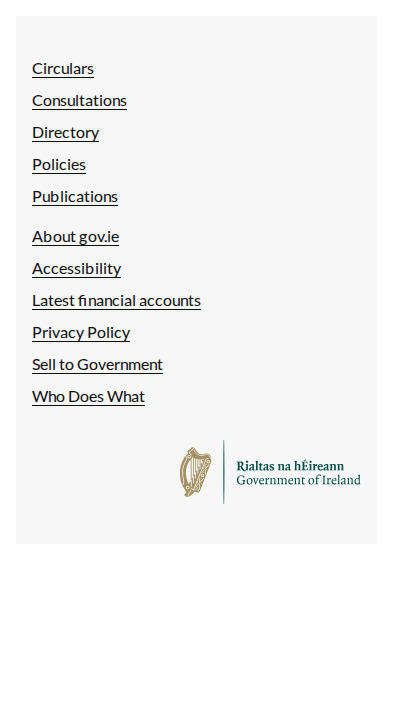 Circulars
Consultations
Directory
Policies
Publications
About gov.ie
Accessibility
Latest financial accounts
Privacy Policy
Sell to Government
Who Does What
Rialtas na hÉireann
Government of Ireland